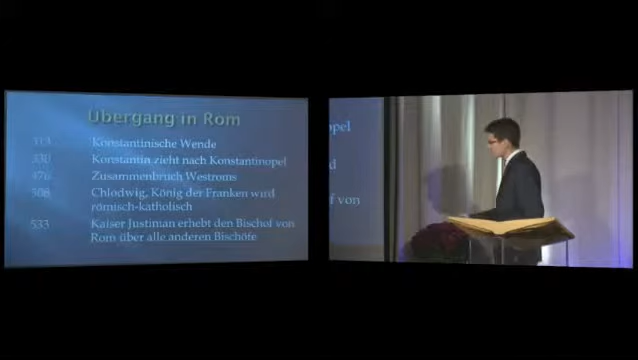 Übergang in Rom
313 Konstantinische Wende
330 Konstantin zieht nach Konstantinopel
476 Zusammenbruch Westroms
508 Chlodwig, König der Franken wird
römisch-katholisch
533 Kaiser Justinian erhebt den Bischof von
Rom über alle anderen Bischöfe
opel
d
of von